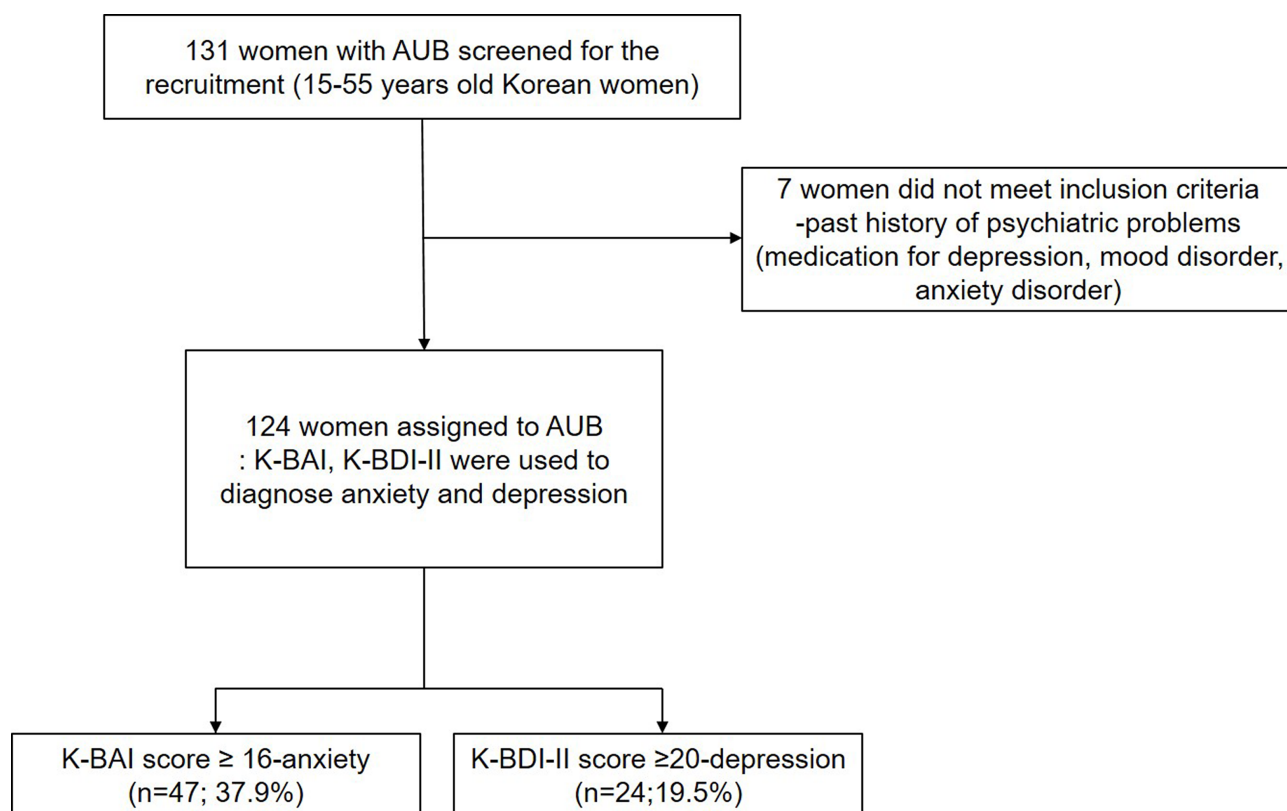 131 women with AUB screened for the
recruitment (15-55 years old Korean women)
7 women did not meet inclusion criteria
-past history of psychiatric problems
(medication for depression, mood disorder,
anxiety disorder)
124 women assigned to AUB
: K-BAI, K-BDI-II were used to
diagnose anxiety and depression
K-BAI score ≥ 16-anxiety
(n=47; 37.9%)
K-BDI-II score ≥20-depression
(n=24;19.5%)